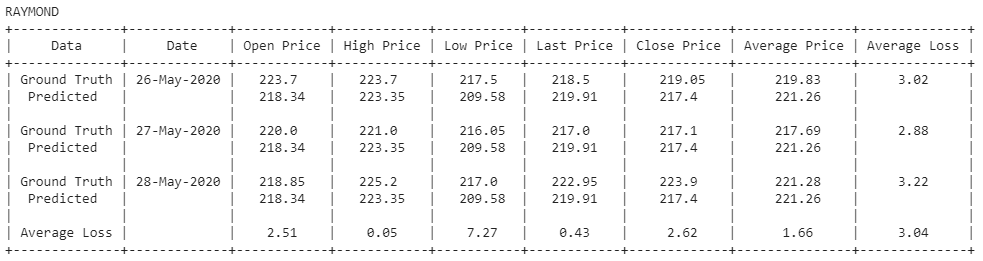 RAYMOND
Data Date Open Price High Price Low Price Last Price Close Price Average Price Average Loss
Ground Truth 26-May-2020 223.7 223.7 217.5 218.5 219.05 219.83 3.02
Predicted 218.34 223.35 209.58 219.91 217.4 221.26
Ground Truth 27-May-2020 220.0 221.0 216.05 217.0 217.1 217.69 2.88
Predicted 218.34 223.35 209.58 219.91 217.4 221.26
Ground Truth 28-May-2020 218.85 225.2 217.0 222.95 223.9 221.28 3.22
Predicted 218.34 223.35 209.58 219.91 217.4 221.26
Average Loss 2.51 0.05 7.27 0.43 2.62 1.66 3.04